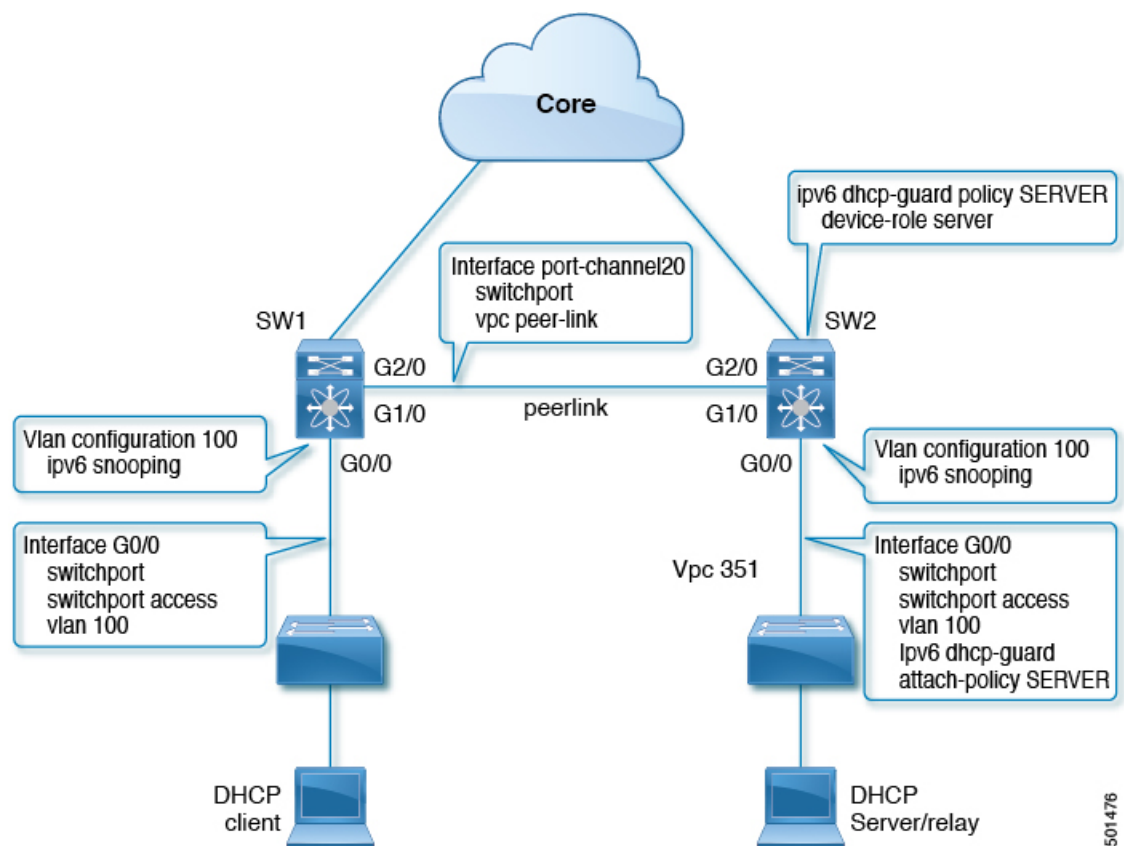 Core
ipv6 dhcp-guard policy SERVER
device-role server
Interface port-channel20
switchport
vpc peer-link
SW1
SW2
G2/0
G2/0
peerlink
G1/0
G1/0
Vlan configuration 100
ipv6 snooping
G0/0
G0/0
Vlan configuration 100
ipv6 snooping
Interface G0/0
switchport
switchport access
vlan 100
Vpc 351
Interface G0/0
switchport
switchport access
vlan 100
Ipv6 dhcp-guard
attach-policy SERVER
DHCP
client
DHCP
Server/relay
501476